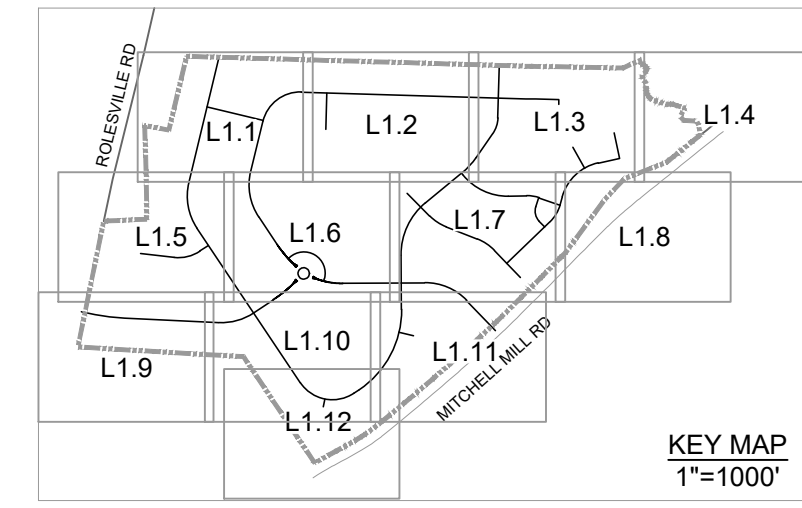 ROLESVILLE RD
L1.1
L1.2
L1.3
L1.4
L1.5
L1.6
L1.7
L1.8
L1.9
L1.10
L1.11
L1.12
MITCHELL MILL RD
KEY MAP
1"=1000'